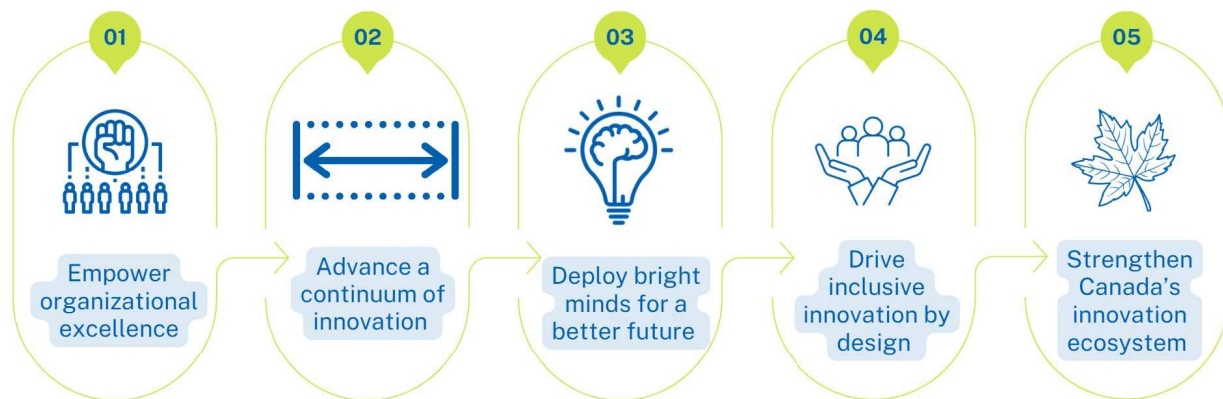 01
Empower
organizational
excellence
02
Advance a
continuum of
innovation
03
Deploy bright
minds for a
better future
04
Drive
inclusive
innovation by
design
05
Strengthen
Canada's
innovation
ecosystem